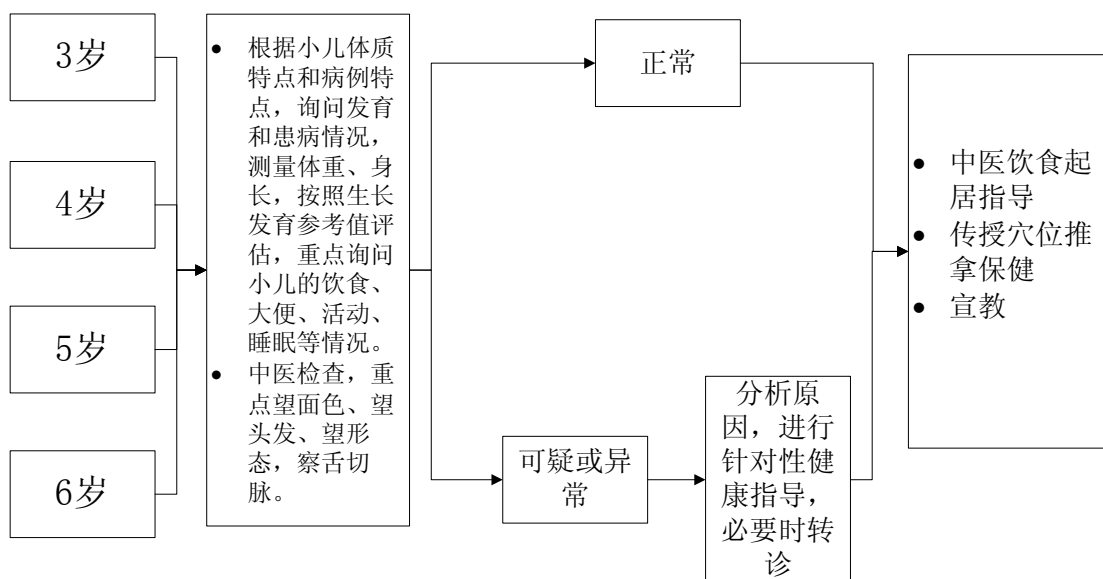 3岁
4岁
5岁
6岁
● 根据小儿体质
特点和病例特
点，询问发育
和患病情况，
测量体重、身
长，按照生长
发育参考值评
估，重点询问
小儿的饮食、
大便、活动、
睡眠等情况。
● 中医检查，重
点望面色、望
头发、望形
态，察舌切
脉。
正常
可疑或异
常
分析原
因，进行
针对性健
康指导，
必要时转
诊
● 中医饮食起
居指导
● 传授穴位推
拿保健
● 宣教